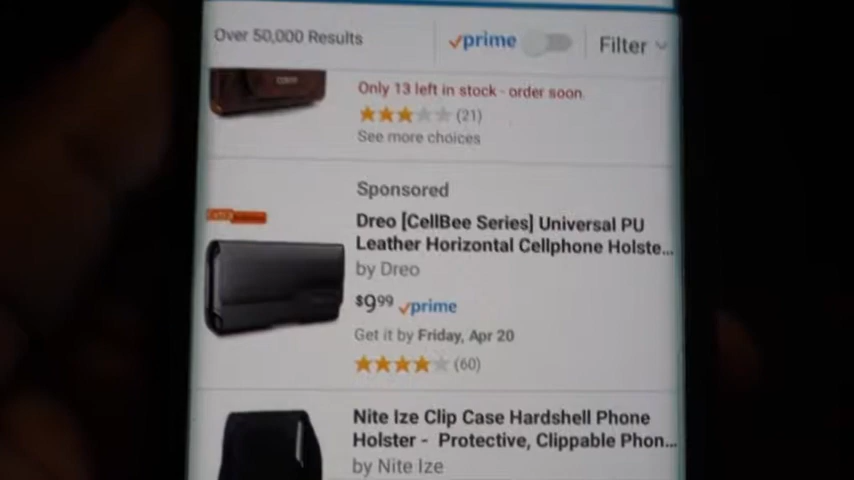 Over 50,000 Results
prime
Filter
Only 13 left in stock - order soon.
(21)
See more choices
Sponsored
Dreo [CellBee Series] Universal PU
Leather Horizontal Cellphone Holste...
by Dreo
$9.99 prime
Get it by Friday, Apr 20
(60)
Nite Ize Clip Case Hardshell Phone
Holster - Protective, Clippable Phon...
by Nite Ize